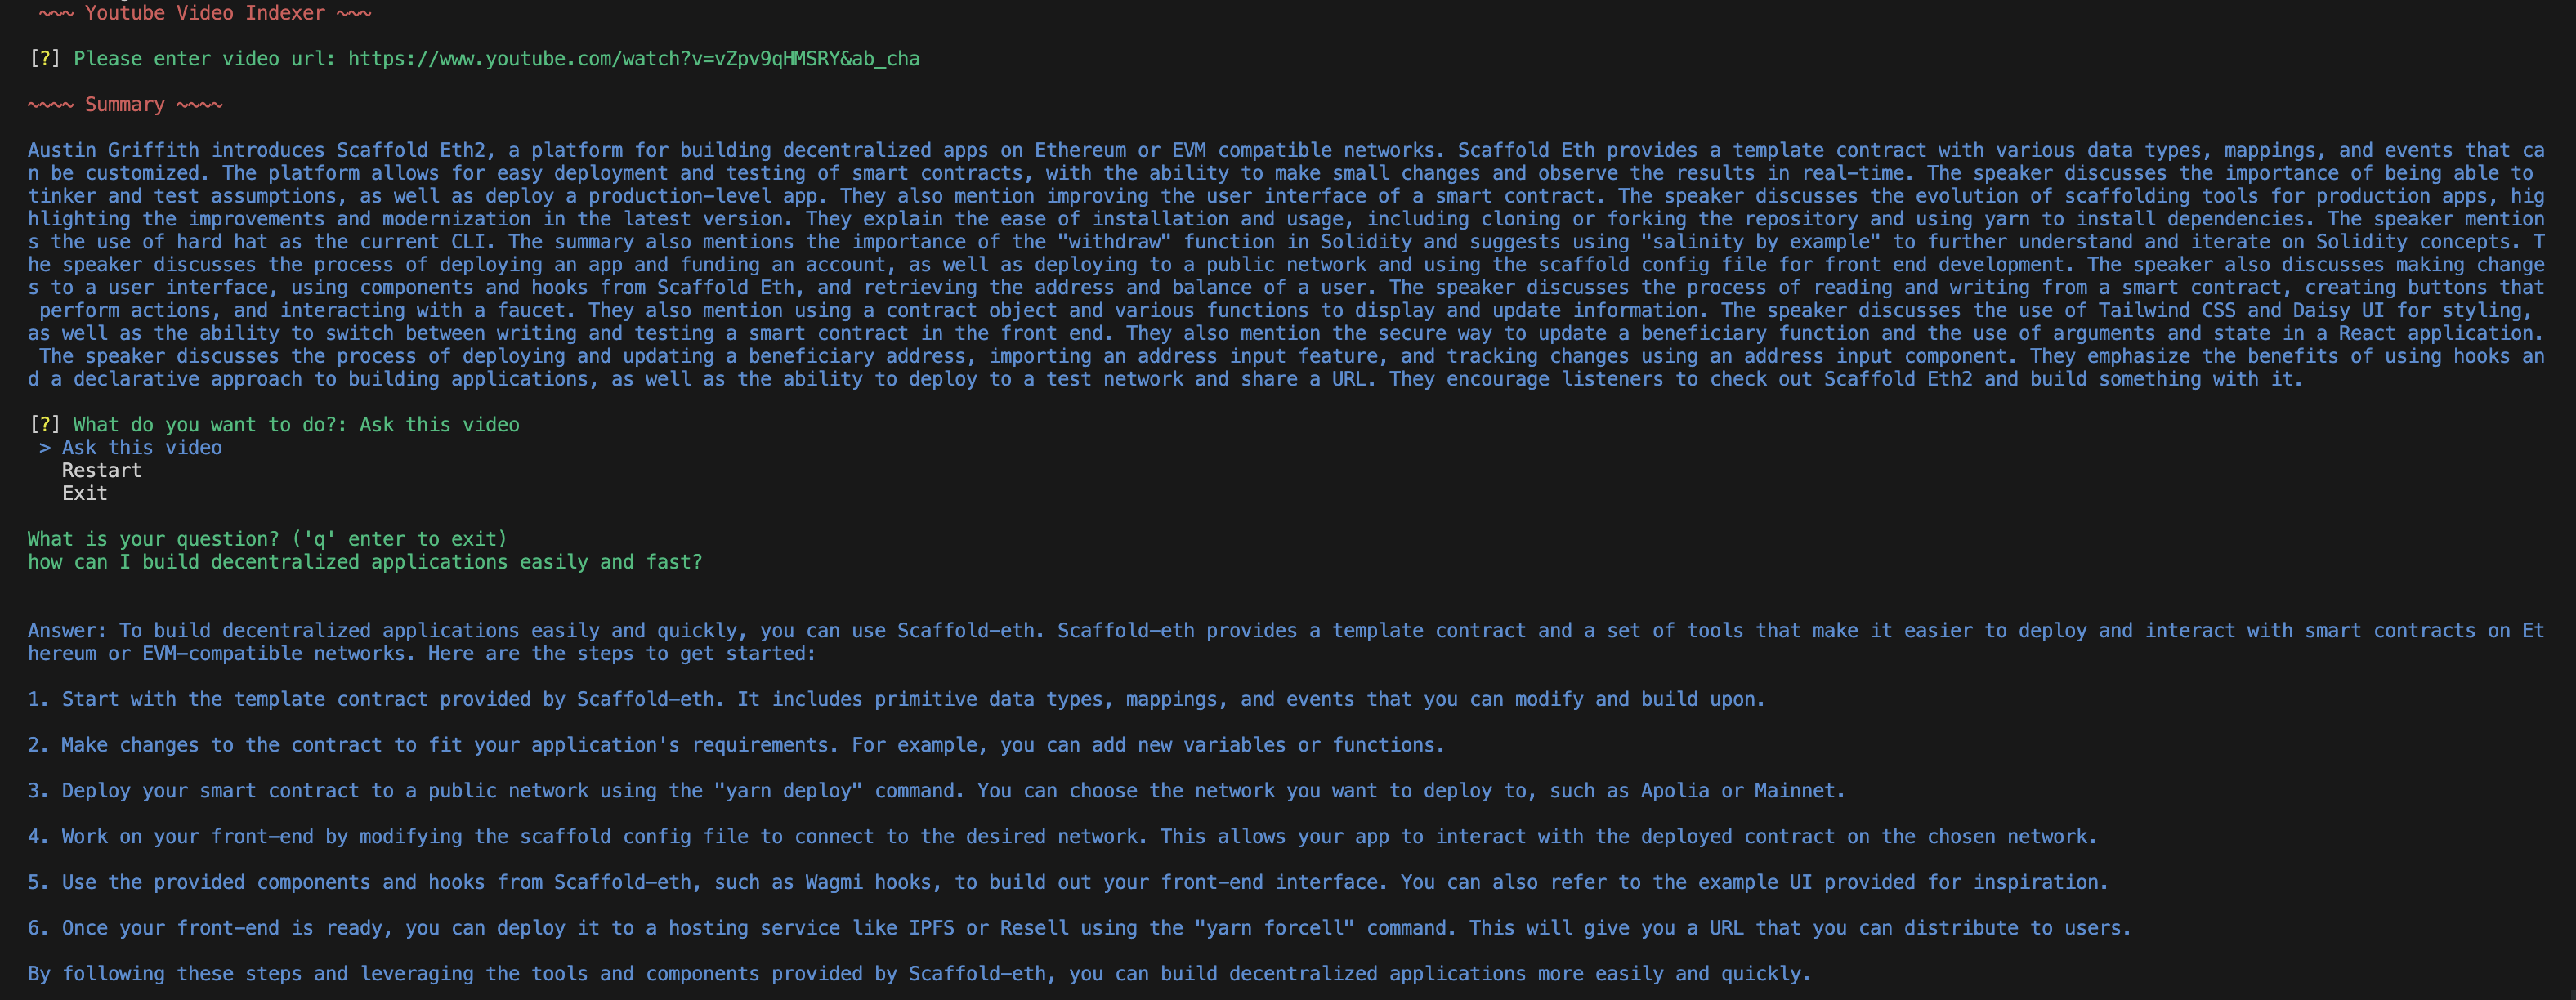 ~~~ Youtube Video Indexer ~~~
[?] Please enter video url: https://www.youtube.com/watch?v=vZpv9qHMSRY&ab_cha
~~~~ Summary ~~~~
Austin Griffith introduces Scaffold Eth2, a platform for building decentralized apps on Ethereum or EVM compatible networks. Scaffold Eth provides a template contract with various data types, mappings, and events that ca
n be customized. The platform allows for easy deployment and testing of smart contracts, with the ability to make small changes and observe the results in real-time. The speaker discusses the importance of being able to
tinker and test assumptions, as well as deploy a production-level app. They also mention improving the user interface of a smart contract. The speaker discusses the evolution of scaffolding tools for production apps, hig
hlighting the improvements and modernization in the latest version. They explain the ease of installation and usage, including cloning or forking the repository and using yarn to install dependencies. The speaker mention
s the use of hard hat as the current CLI. The summary also mentions the importance of the "withdraw" function in Solidity and suggests using "salinity by example" to further understand and iterate on Solidity concepts. T
he speaker discusses the process of deploying an app and funding an account, as well as deploying to a public network and using the scaffold config file for front end development. The speaker also discusses making change
s to a user interface, using components and hooks from Scaffold Eth, and retrieving the address and balance of a user. The speaker discusses the process of reading and writing from a smart contract, creating buttons that
perform actions, and interacting with a faucet. They also mention using a contract object and various functions to display and update information. The speaker discusses the use of Tailwind CSS and Daisy UI for styling,
as well as the ability to switch between writing and testing a smart contract in the front end. They also mention the secure way to update a beneficiary function and the use of arguments and state in a React application.
The speaker discusses the process of deploying and updating a beneficiary address, importing an address input feature, and tracking changes using an address input component. They emphasize the benefits of using hooks an
d a declarative approach to building applications, as well as the ability to deploy to a test network and share a URL. They encourage listeners to check out Scaffold Eth2 and build something with it.
[?] What do you want to do?: Ask this video
> Ask this video
Restart
Exit
What is your question? ('q' enter to exit)
how can I build decentralized applications easily and fast?
Answer: To build decentralized applications easily and quickly, you can use Scaffold-eth. Scaffold-eth provides a template contract and a set of tools that make it easier to deploy and interact with smart contracts on Et
hereum or EVM-compatible networks. Here are the steps to get started:
1. Start with the template contract provided by Scaffold-eth. It includes primitive data types, mappings, and events that you can modify and build upon.
2. Make changes to the contract to fit your application's requirements. For example, you can add new variables or functions.
3. Deploy your smart contract to a public network using the "yarn deploy" command. You can choose the network you want to deploy to, such as Apolia or Mainnet.
4. Work on your front-end by modifying the scaffold config file to connect to the desired network. This allows your app to interact with the deployed contract on the chosen network.
5. Use the provided components and hooks from Scaffold-eth, such as Wagmi hooks, to build out your front-end interface. You can also refer to the example UI provided for inspiration.
6. Once your front-end is ready, you can deploy it to a hosting service like IPFS or Resell using the "yarn forcell" command. This will give you a URL that you can distribute to users.
By following these steps and leveraging the tools and components provided by Scaffold-eth, you can build decentralized applications more easily and quickly.